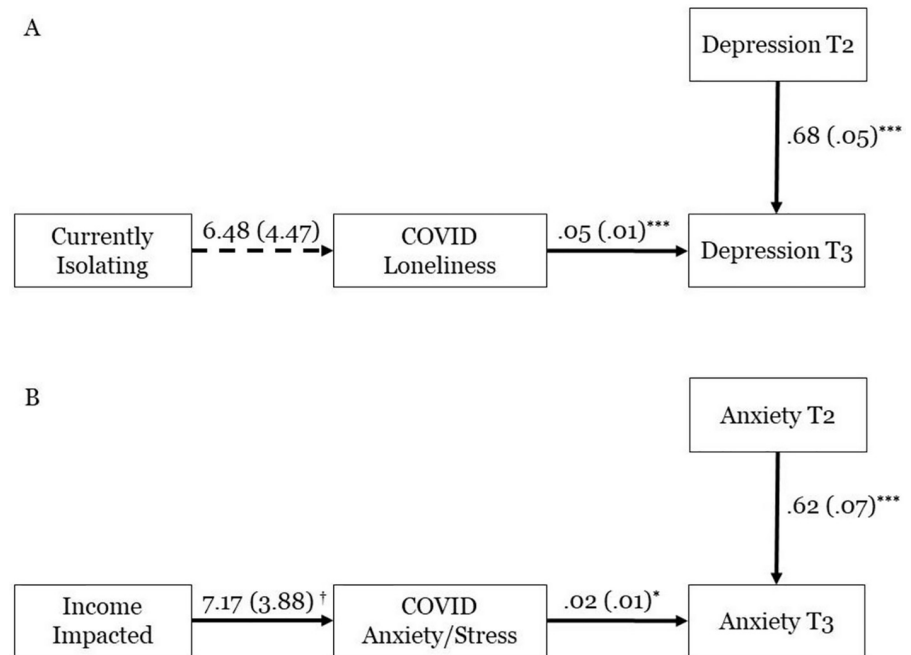 A
Depression T2
.68 (.05)***
Currently
Isolating
6.48 (4.47)
COVID
Loneliness
.05 (.01)***
Depression T3
B
Anxiety T2
.62 (.07)***
Income
Impacted
7.17 (3.88) †
COVID
Anxiety/Stress
.02 (.01)*
Anxiety T3